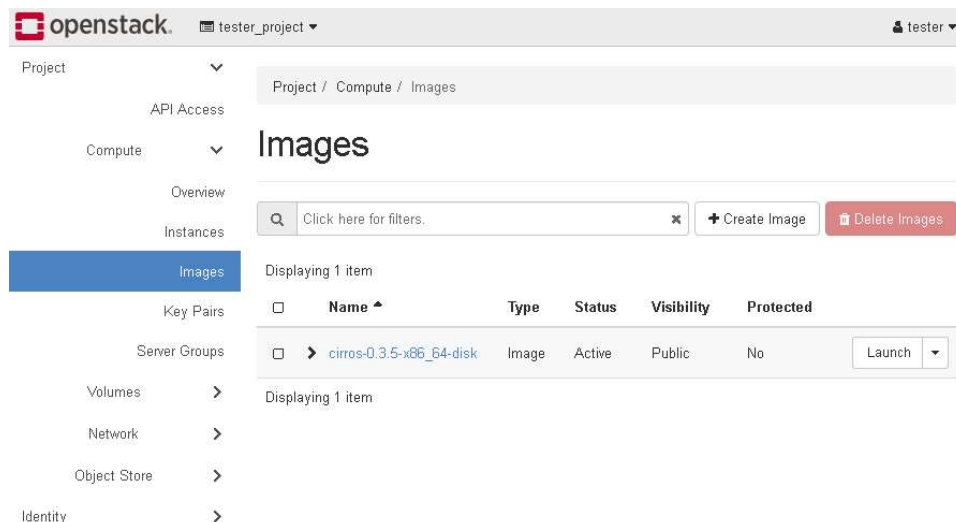 openstack. tester_project tester
Project
API Access
Compute
Overview
Instances
Images
Key Pairs
Server Groups
Volumes
Network
Object Store
Identity
Project / Compute / Images
Images
Click here for filters. Create Image Delete Images
Displaying 1 item
Name Type Status Visibility Protected
cirros-0.3.5-x86_64-disk Image Active Public No Launch
Displaying 1 item